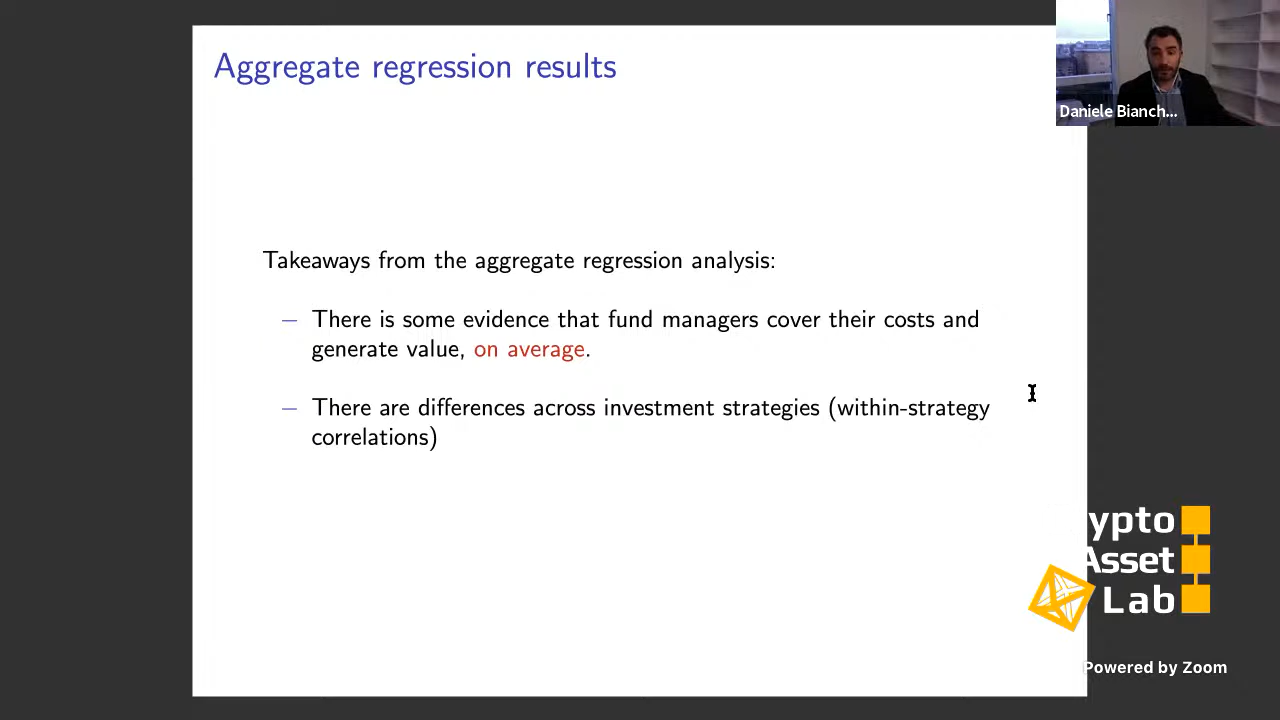 Aggregate regression results
Daniele Bianch...
Takeaways from the aggregate regression analysis:
– There is some evidence that fund managers cover their costs and
generate value, on average.
– There are differences across investment strategies (within-strategy
correlations)
ypto
Asset
Lab
Powered by Zoom